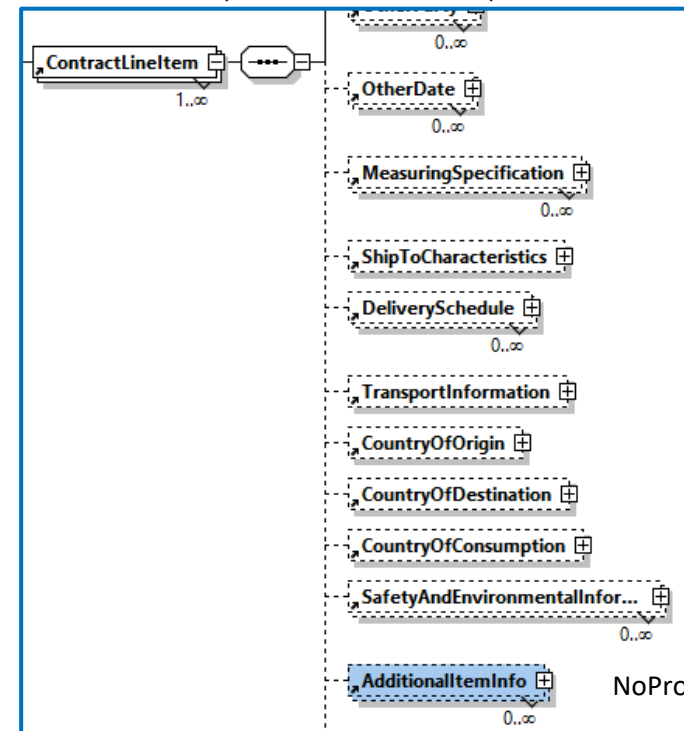 0..∞
ContractLineItem
1..∞
OtherDate
0..∞
MeasuringSpecification
0..∞
ShipToCharacteristics
DeliverySchedule
0..∞
TransportInformation
CountryOfOrigin
CountryOfDestination
CountryOfConsumption
SafetyAndEnvironmentalInfor...
0..∞
AdditionalItemInfo NoPro
0..∞